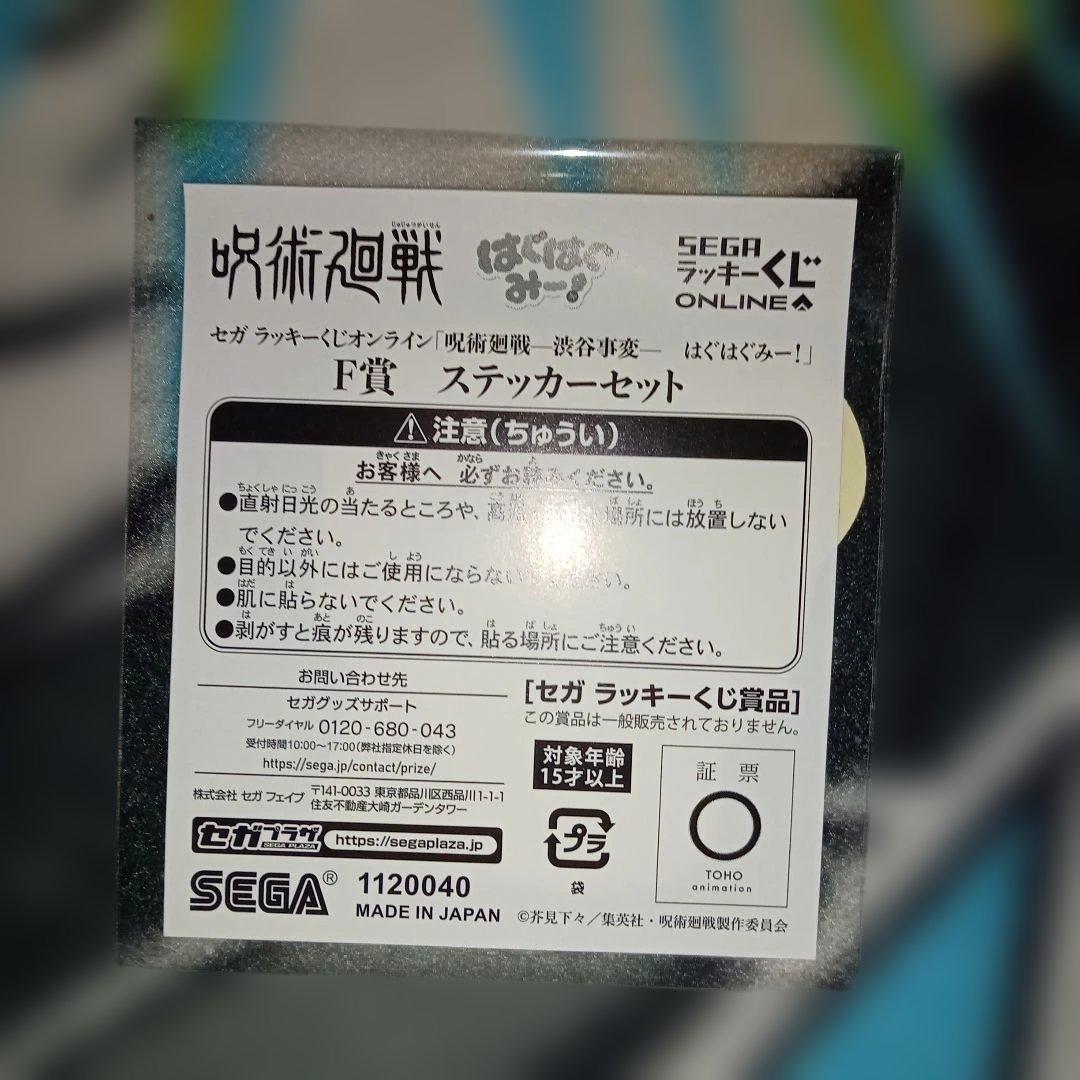 じゅじゅつかいせん
呪術廻戦
はぐはぐ
みー!
SEGA
ラッキーくじ
ONLINE
セガ ラッキーくじオンライン「呪術廻戦―渋谷事変― はぐはぐみー!」
F賞 ステッカーセット
注意(ちゅうい)
お客様へ 必ずお読みください。
●直射日光の当たるところや、場所には放置しない
でください。
●目的以外にはご使用にならない
●肌に貼らないでください。
●剥がすと痕が残りますので、貼る場所にご注意ください。
お問い合わせ先
セガグッズサポート
フリーダイヤル 0120-680-043
受付時間10:00〜17:00(弊社指定休日を除く)
https://sega.jp/contact/prize/
株式会社 セガ フェイブ 〒141-0033 東京都品川区西品川1-1-1
住友不動産大崎ガーデンタワー
セガプラザ
SEGA PLAZA
https://segaplaza.jp
SEGA®
1120040
MADE IN JAPAN
[セガ ラッキーくじ賞品]
この賞品は一般販売されておりません。
対象年齢
15才以上
プラ
袋
証票
TOHO
animation
©芥見下々/集英社・呪術廻戦製作委員会